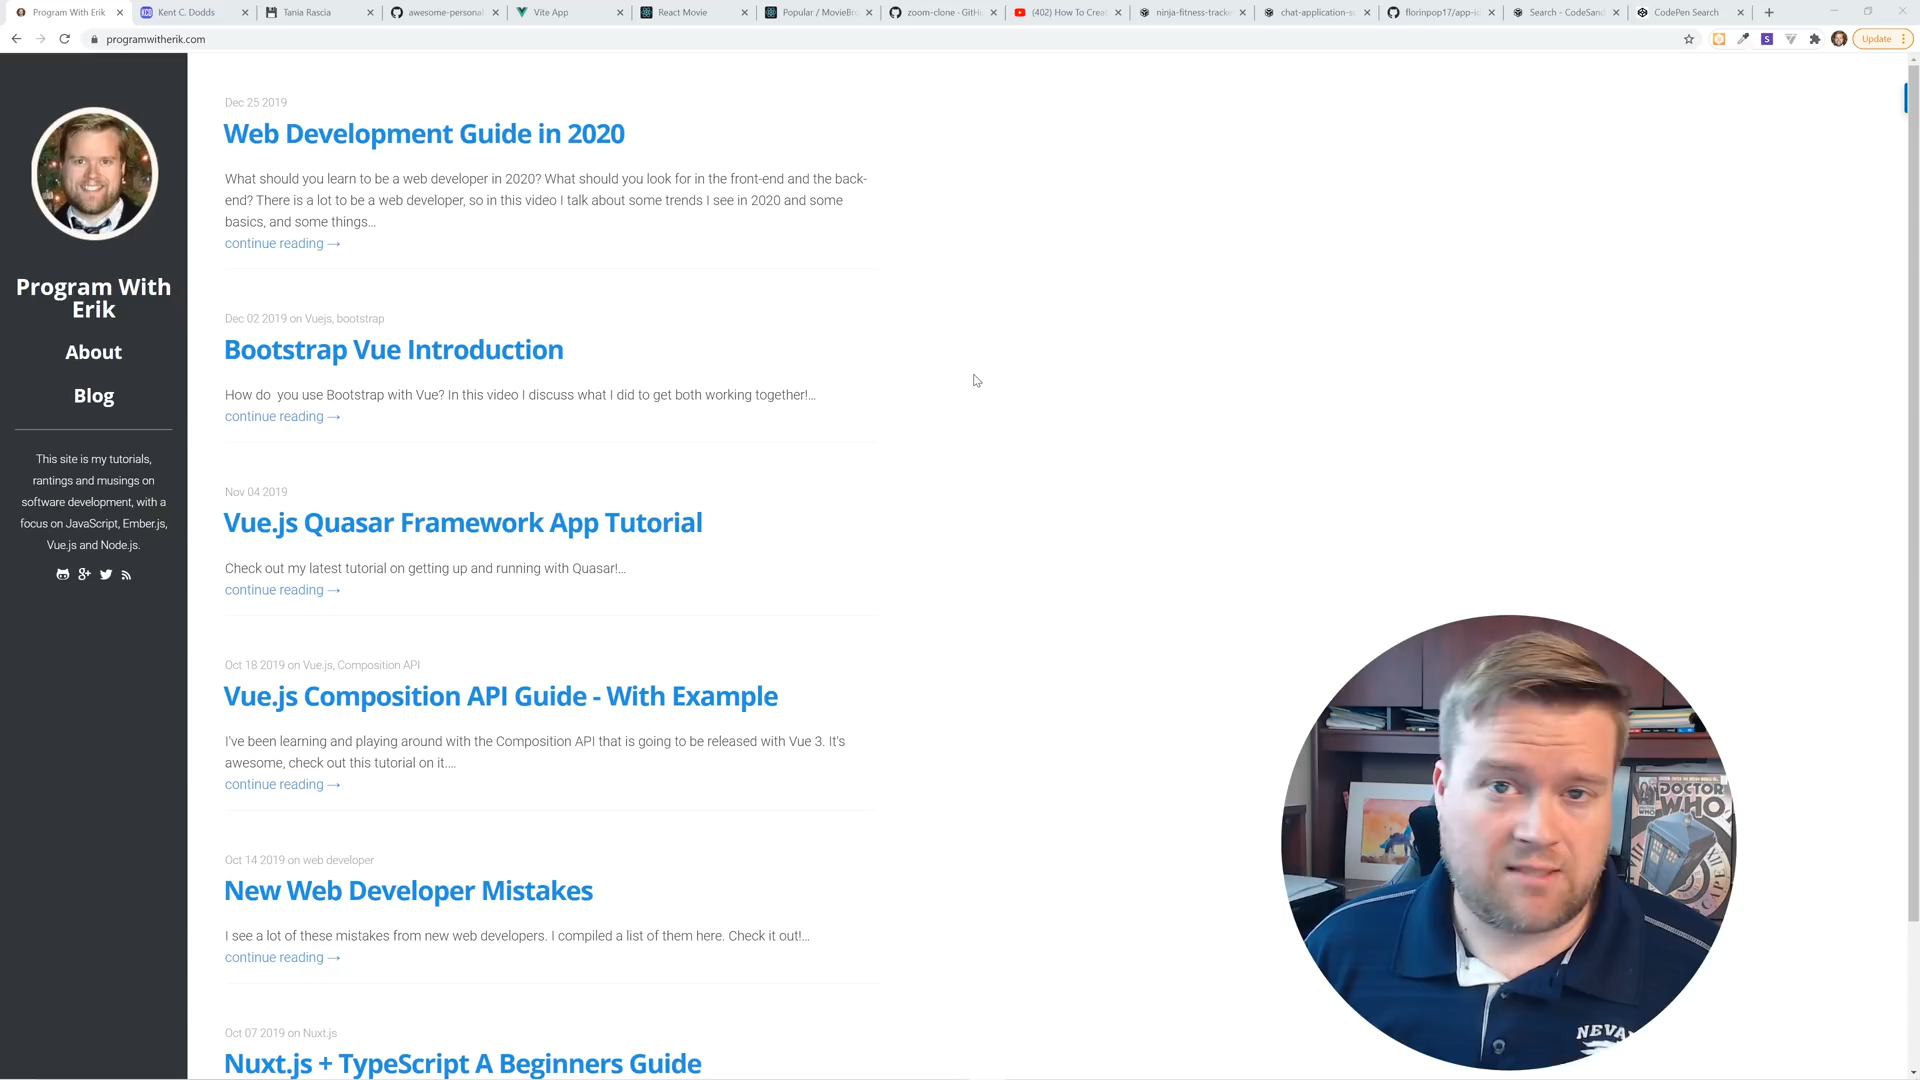 Program With Erik
Kent C. Dodds
Tania Rascia
awesome-personal
Vite App
React Movie
Popular / MovieBro
zoom-clone · GitHu
(402) How To Creat
ninja-fitness-tracke
chat-application-s
florinpop17/app-id
Search - CodeSand
CodePen Search
programwitherik.com
Update
Program With
Erik
About
Blog
This site is my tutorials,
rantings and musings on
software development, with a
focus on JavaScript, Ember.js,
Vue.js and Node.js.
Dec 25 2019
Web Development Guide in 2020
What should you learn to be a web developer in 2020? What should you look for in the front-end and the back-
end? There is a lot to be a web developer, so in this video I talk about some trends I see in 2020 and some
basics, and some things...
continue reading →
Dec 02 2019 on Vuejs, bootstrap
Bootstrap Vue Introduction
How do you use Bootstrap with Vue? In this video I discuss what I did to get both working together!...
continue reading →
Nov 04 2019
Vue.js Quasar Framework App Tutorial
Check out my latest tutorial on getting up and running with Quasar!...
continue reading →
Oct 18 2019 on Vue.js, Composition API
Vue.js Composition API Guide - With Example
I've been learning and playing around with the Composition API that is going to be released with Vue 3. It's
awesome, check out this tutorial on it....
continue reading →
Oct 14 2019 on web developer
New Web Developer Mistakes
I see a lot of these mistakes from new web developers. I compiled a list of them here. Check it out!...
continue reading →
Oct 07 2019 on Nuxt.js
Nuxt.js + TypeScript A Beginners Guide
DOCTOR
WHO
NEVA